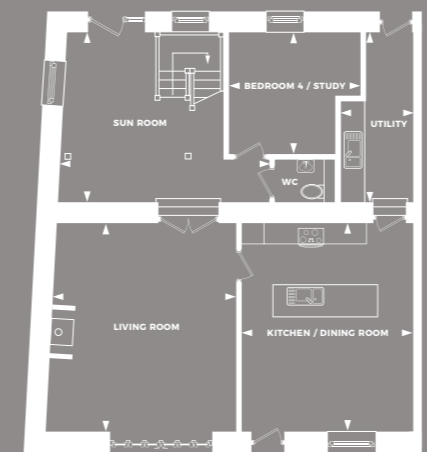 BEDROOM 4 / STUDY
SUN ROOM
UTILITY
WC
LIVING ROOM
KITCHEN / DINING ROOM